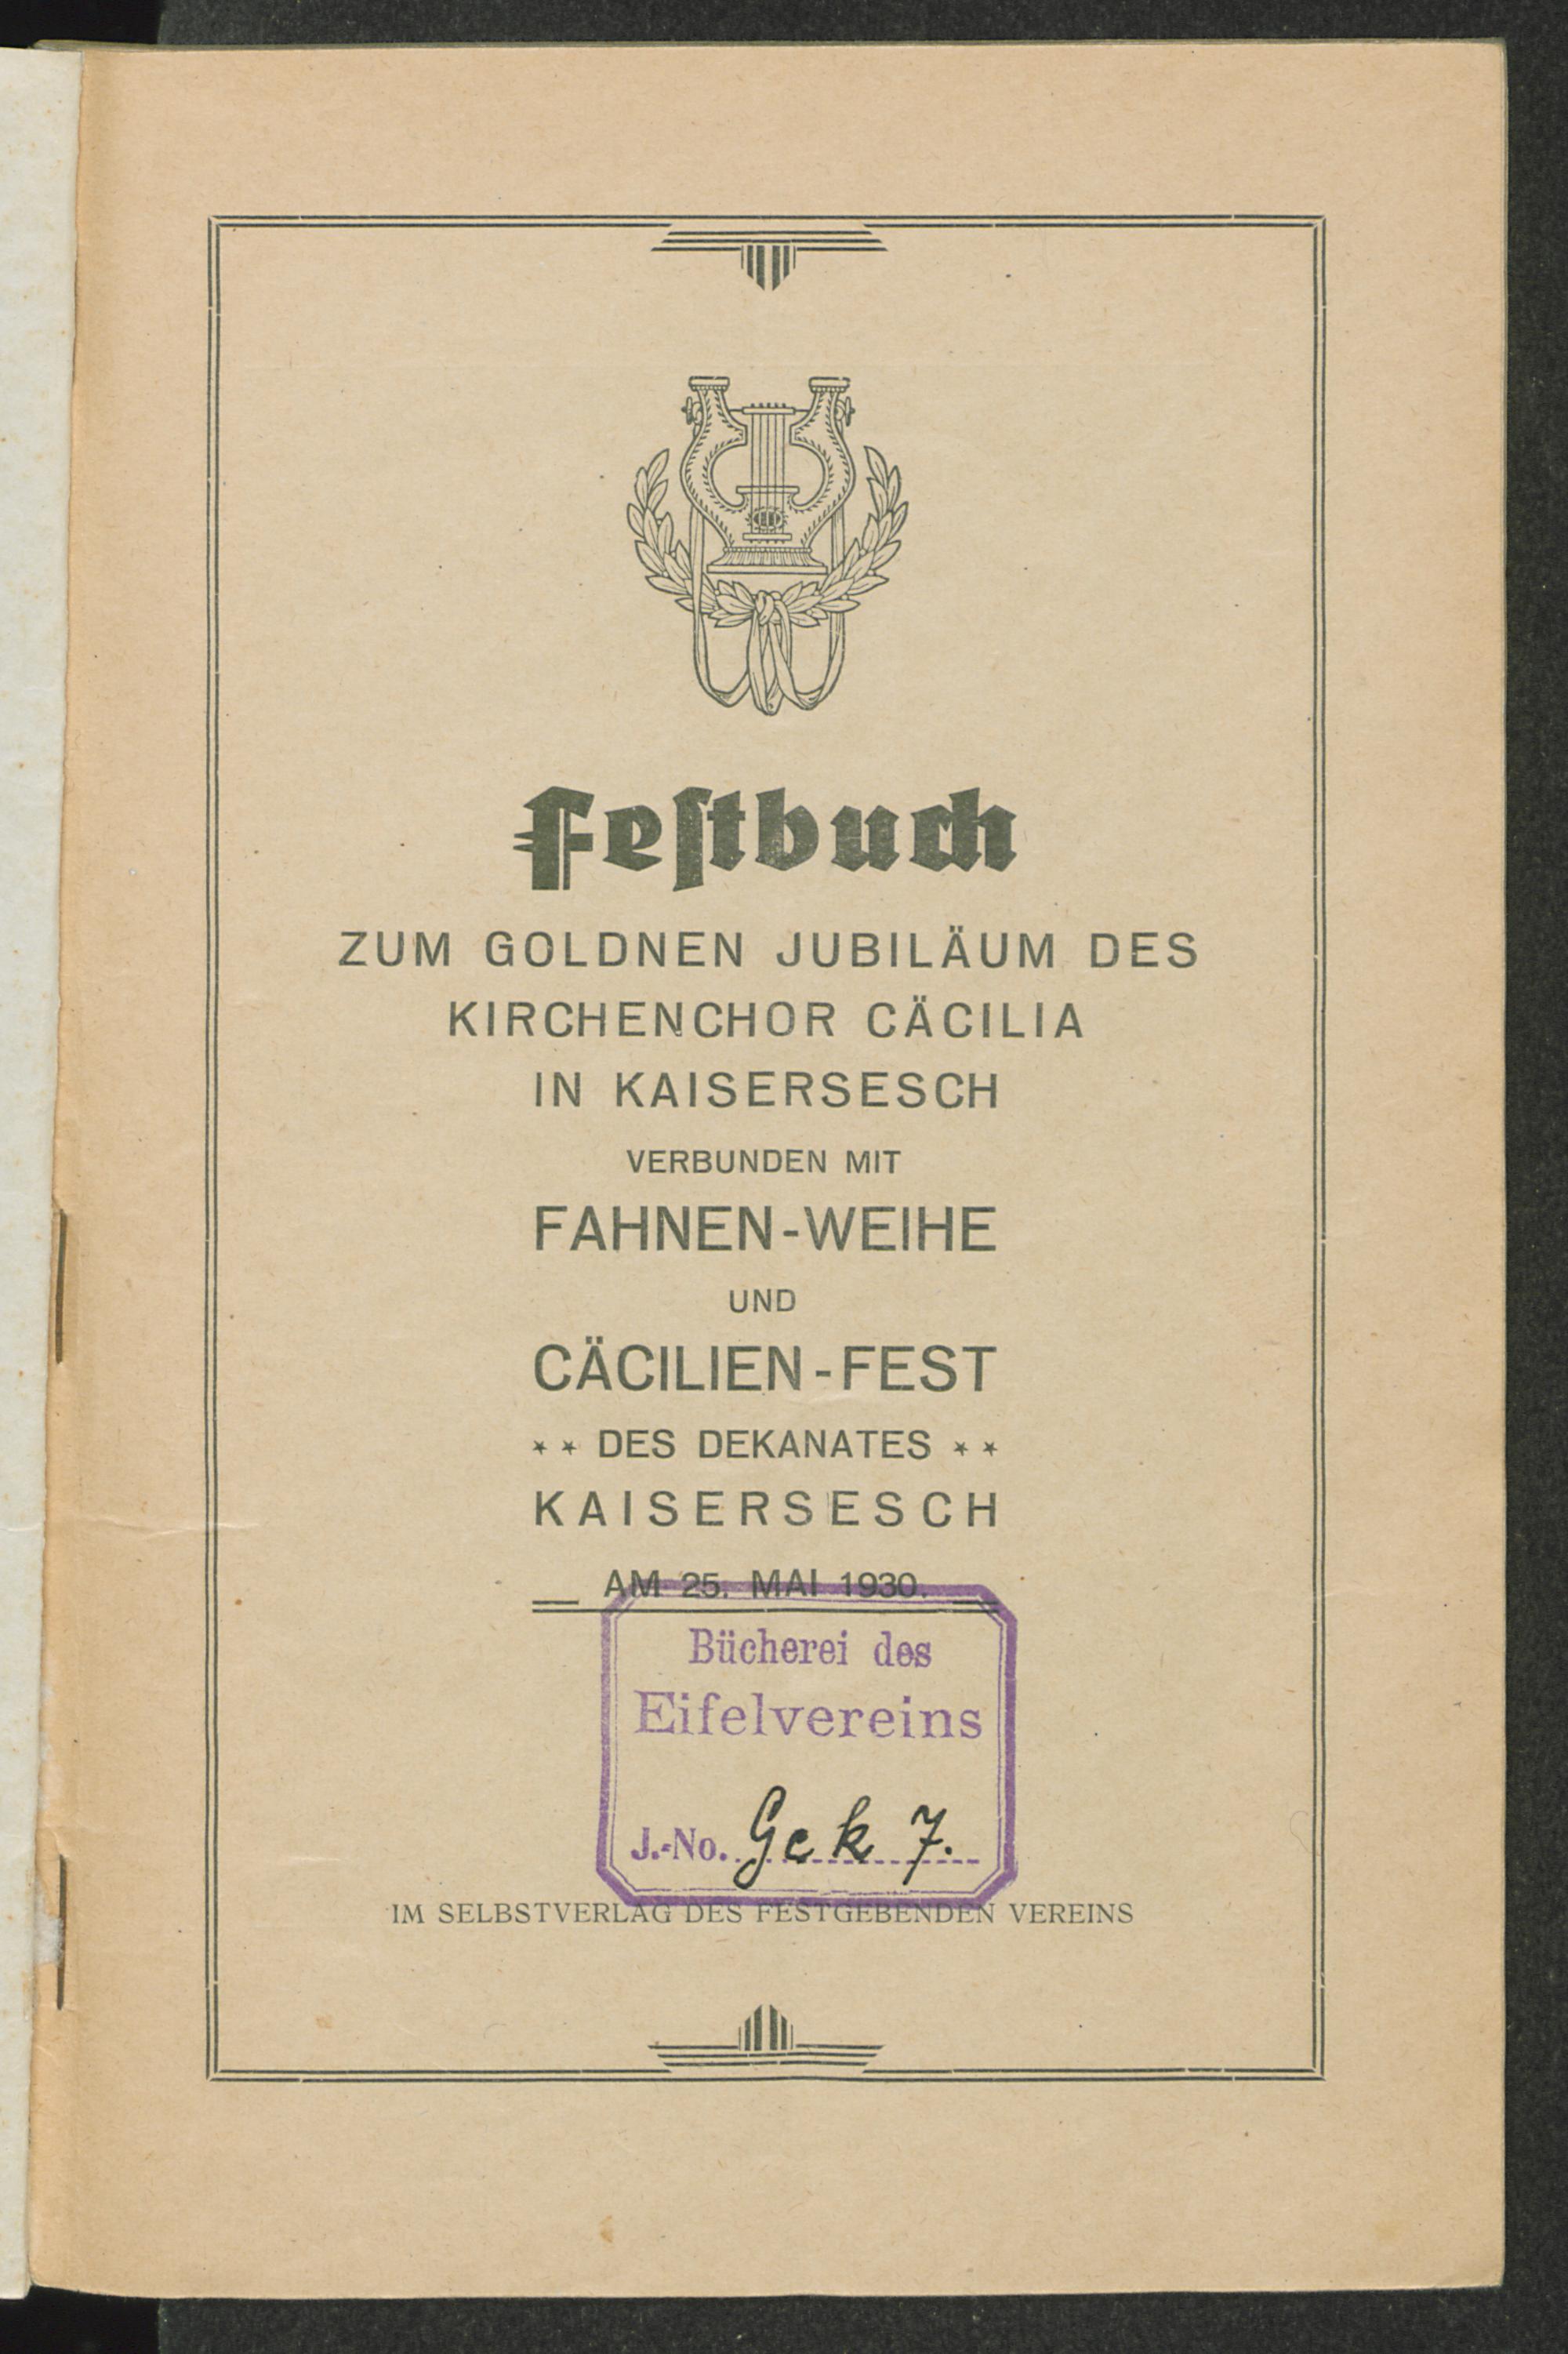 Festbuch
ZUM GOLDNEN JUBILÄUM DES
KIRCHENCHOR CÄCILIA
IN KAISERSESCH
VERBUNDEN MIT
FAHNEN-WEIHE
UND
CÄCILIEN-FEST
** DES DEKANATES **
KAISERSESCH
AM 25. MAI 1930.
Bücherei des
Eifelvereins
J.-No. Gek 7.
IM SELBSTVERLAG DES FESTGEBENDEN VEREINS